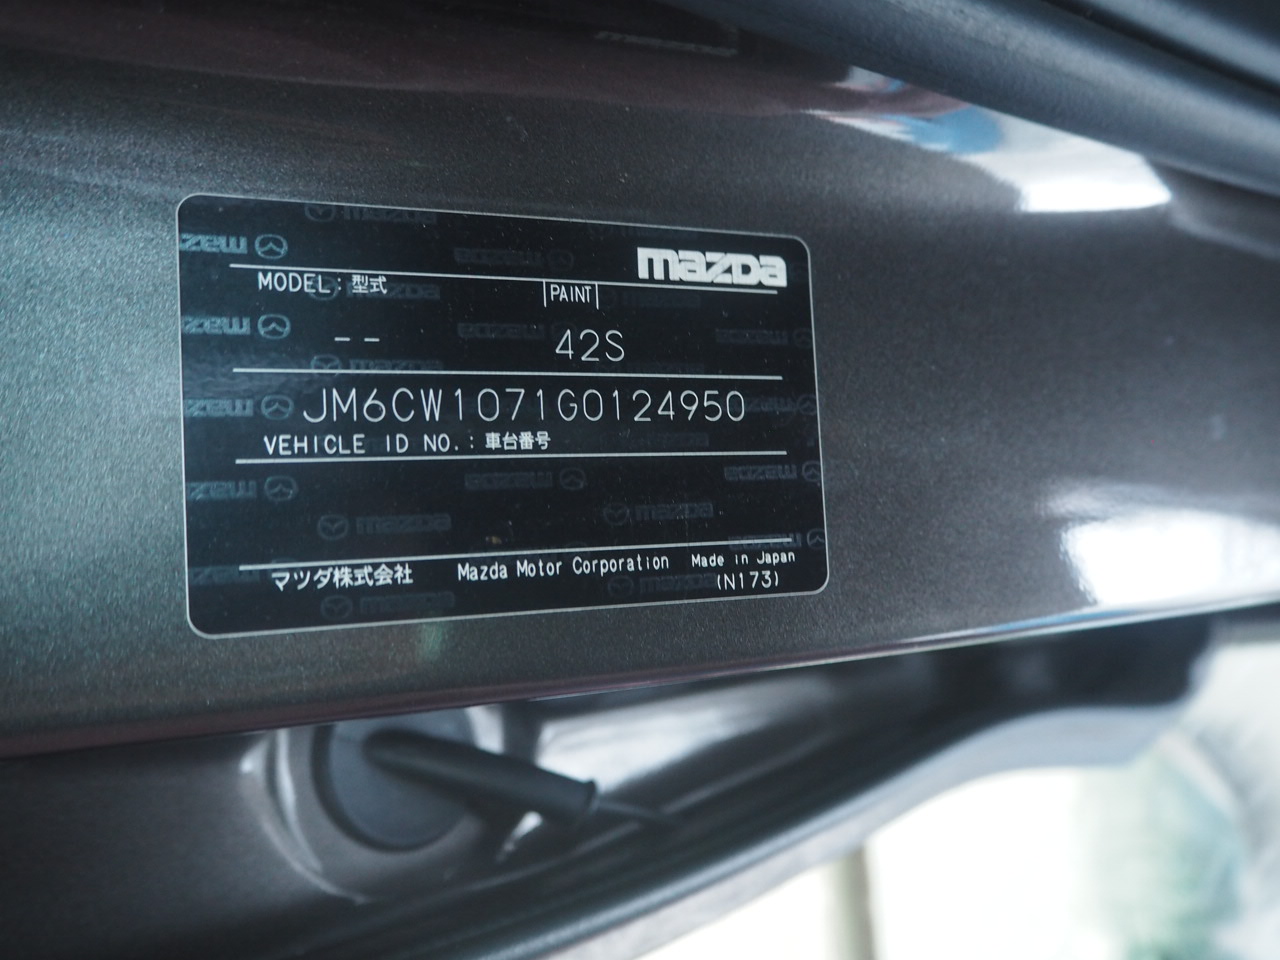 mazda
MODEL: 型式
PAINT
-- 42S
JM6CW1071G0124950
VEHICLE ID NO.: 車台番号
マツダ株式会社 Mazda Motor Corporation Made in Japan
(N173)